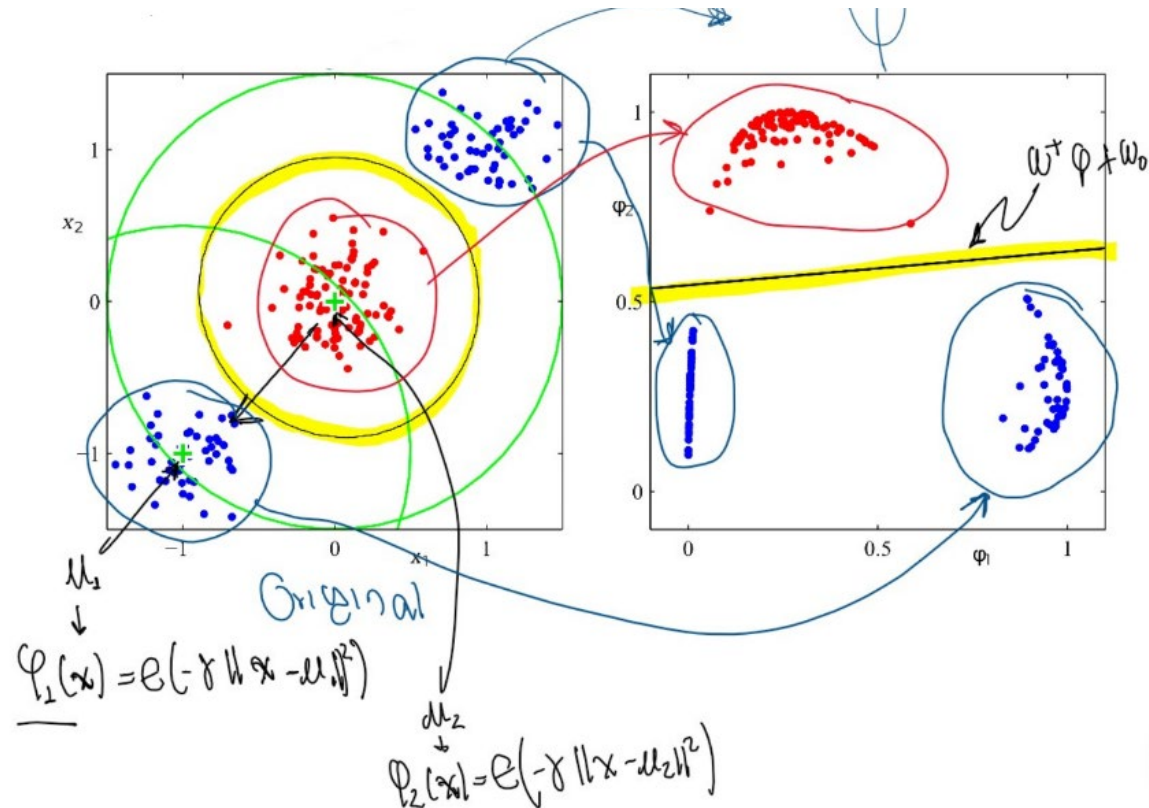 1
x₂
0
−1
−1
0
1
x₁
1
φ₂
0.5
0
0
0.5
1
φ₁
w⁺ φ + w₀
Original
μ₁
φ₁(x) = e(-γ ||x - μ₁||²)
μ₂
φ₂(x) = e(-γ ||x - μ₂||²)